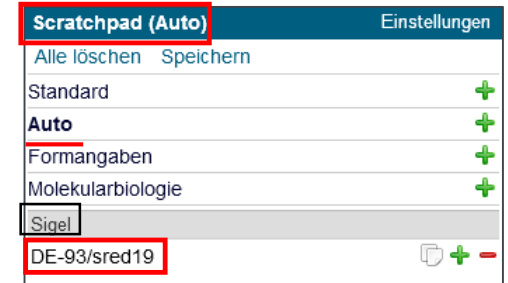 Scratchpad (Auto) Einstellungen
Alle löschen Speichern
Standard
Auto
Formangaben
Molekularbiologie
Sigel
DE-93/sred19